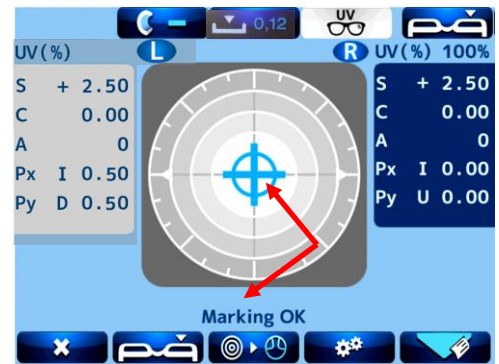 0,12
UV
L
R
UV(%)
S + 2.50
C 0.00
A 0
Px I 0.50
Py D 0.50
UV(%) 100%
S + 2.50
C 0.00
A 0
Px I 0.00
Py U 0.00
Marking OK